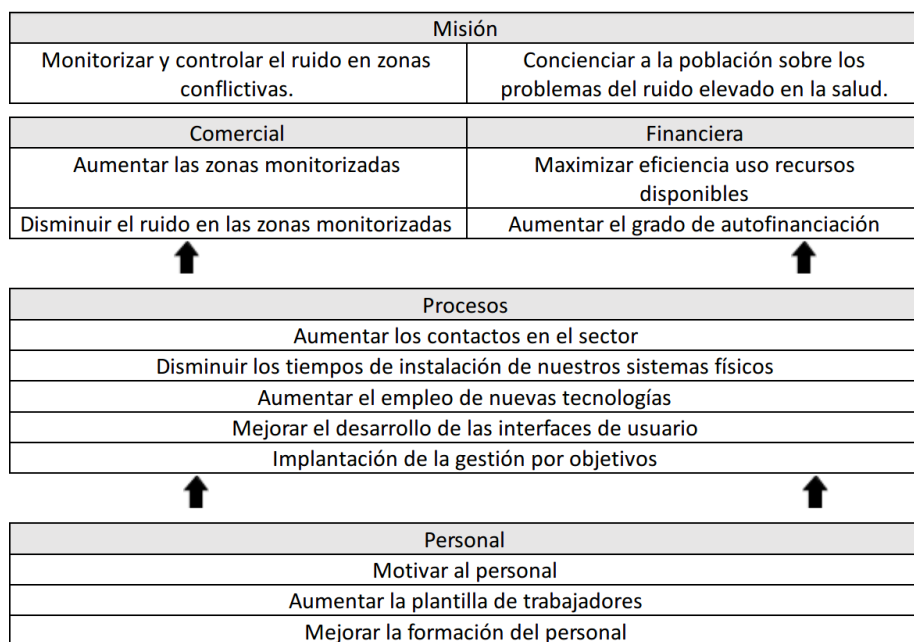 Misión
Monitorizar y controlar el ruido en zonas
conflictivas.
Concienciar a la población sobre los
problemas del ruido elevado en la salud.
Comercial
Financiera
Aumentar las zonas monitorizadas
Maximizar eficiencia uso recursos
disponibles
Disminuir el ruido en las zonas monitorizadas
Aumentar el grado de autofinanciación
Procesos
Aumentar los contactos en el sector
Disminuir los tiempos de instalación de nuestros sistemas físicos
Aumentar el empleo de nuevas tecnologías
Mejorar el desarrollo de las interfaces de usuario
Implantación de la gestión por objetivos
Personal
Motivar al personal
Aumentar la plantilla de trabajadores
Mejorar la formación del personal